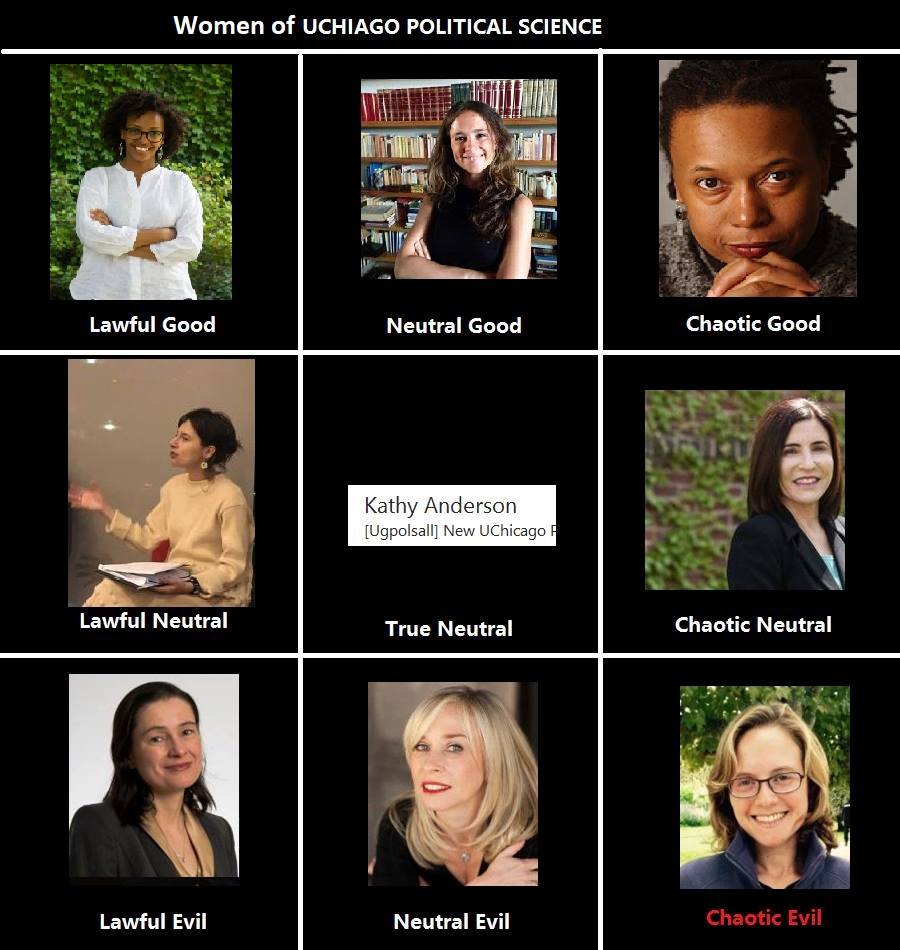 Women of UCHIAGO POLITICAL SCIENCE
Lawful Good
Neutral Good
Chaotic Good
Lawful Neutral
Kathy Anderson
[Ugpolsall] New UChicago
True Neutral
Chaotic Neutral
Lawful Evil
Neutral Evil
Chaotic Evil